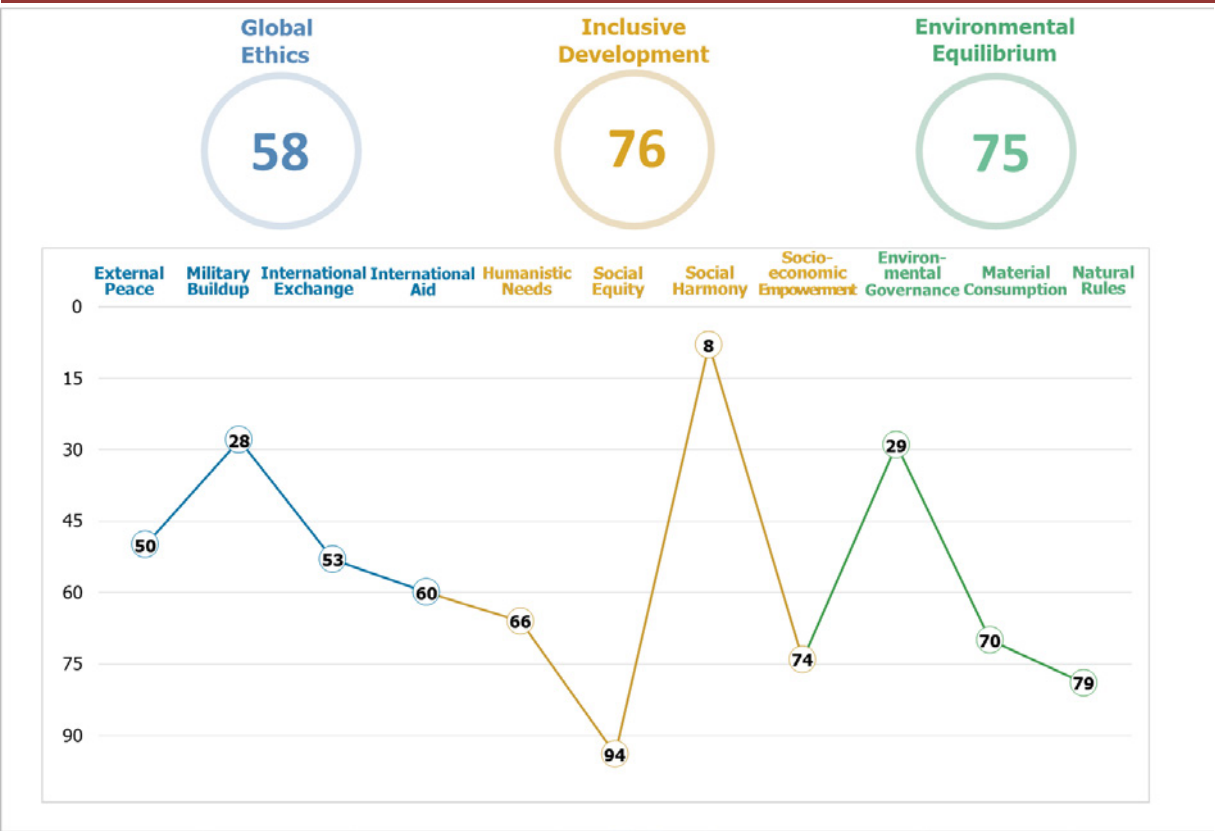 Global
Ethics
58
Inclusive
Development
76
Environmental
Equilibrium
75
External
Peace
Military
Buildup
International
Exchange
International
Aid
Humanistic
Needs
Social
Equity
Social
Harmony
Socio-
economic
Empowerment
Environ-
mental
Governance
Material
Consumption
Natural
Rules
0
15
30
45
60
75
90
50
28
53
60
66
94
8
74
29
70
79